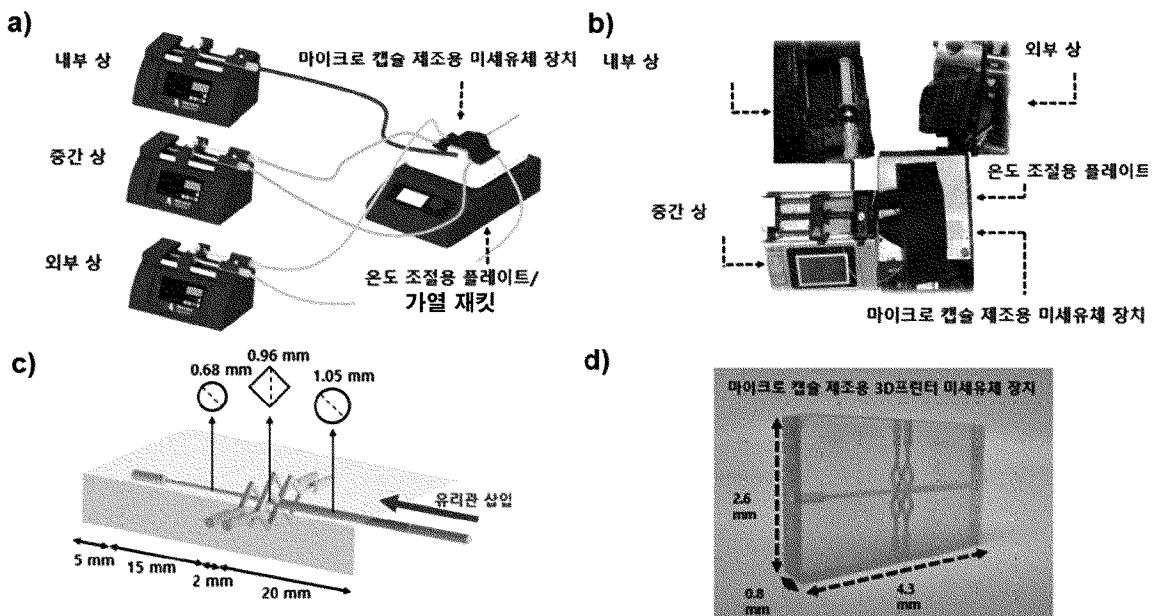 a)
내부 상
마이크로 캡슐 제조용 미세유체 장치
중간 상
외부 상
온도 조절용 플레이트/
가열 재킷
b)
내부 상
외부 상
온도 조절용 플레이트
중간 상
마이크로 캡슐 제조용 미세유체 장치
c)
0.68 mm
0.96 mm
1.05 mm
유리관 삽입
5 mm
15 mm
2 mm
20 mm
d)
마이크로 캡슐 제조용 3D프린터 미세유체 장치
2.6
mm
0.8
mm
4.3
mm